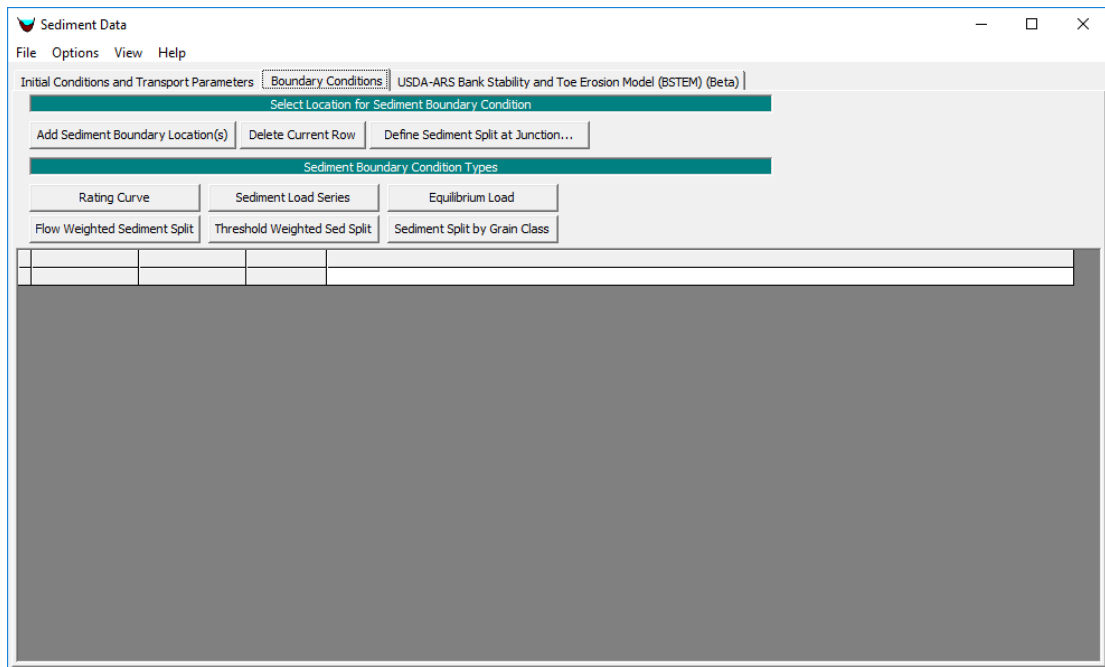 Sediment Data
File Options View Help
Initial Conditions and Transport Parameters Boundary Conditions USDA-ARS Bank Stability and Toe Erosion Model (BSTEM) (Beta)
Select Location for Sediment Boundary Condition
Add Sediment Boundary Location(s) Delete Current Row Define Sediment Split at Junction...
Sediment Boundary Condition Types
Rating Curve Sediment Load Series Equilibrium Load
Flow Weighted Sediment Split Threshold Weighted Sed Split Sediment Split by Grain Class